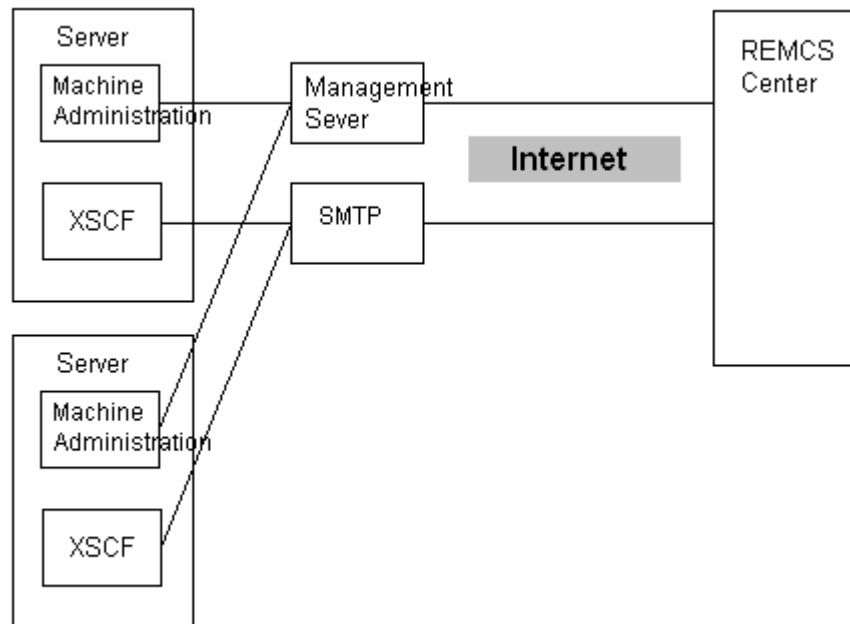 Server
Machine
Administration
XSCF
Management
Sever
SMTP
Internet
REMCS
Center
Server
Machine
Administration
XSCF